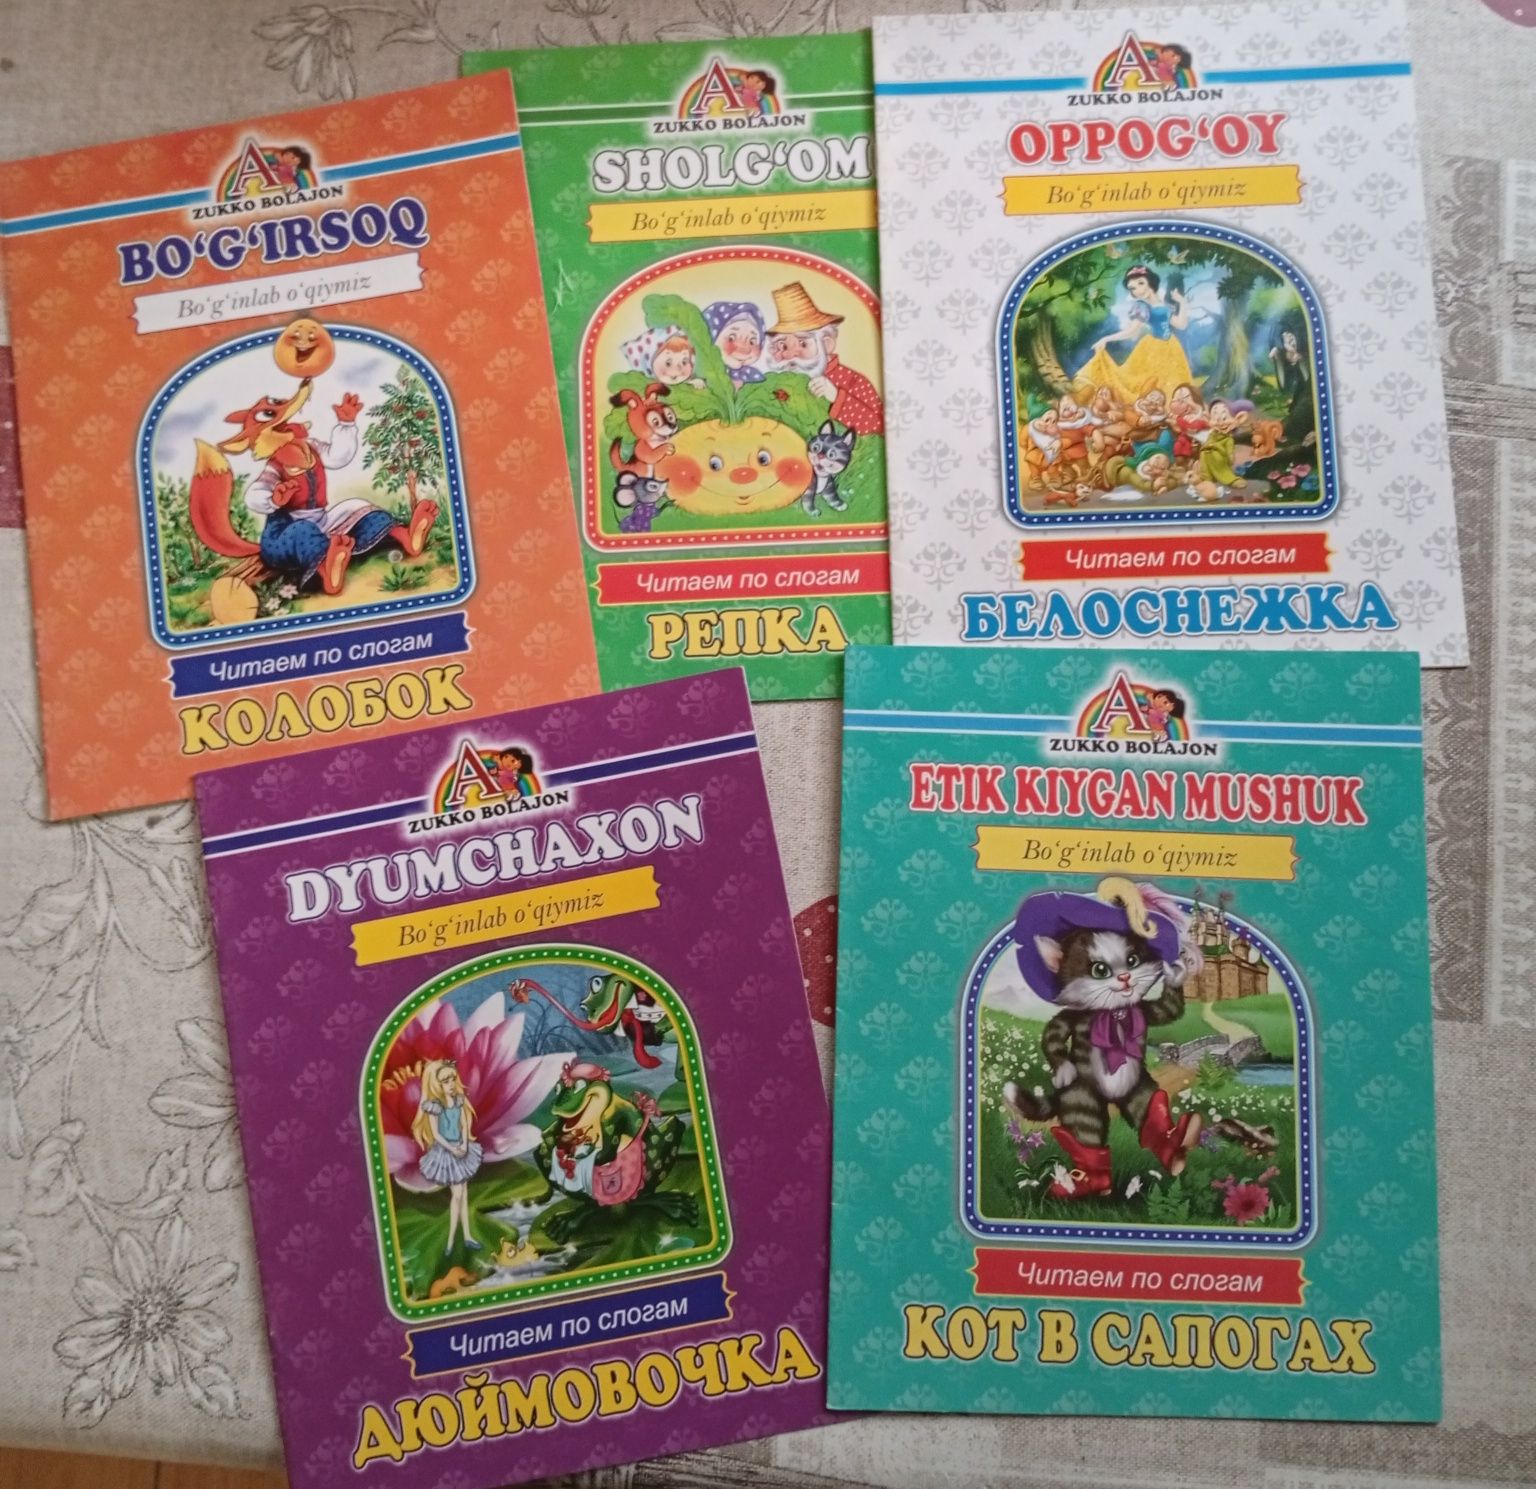 A
ZUKKO BOLAJON
BO‘G‘IRSOQ
Bo‘g‘inlab o‘qiymiz
Читаем по слогам
КОЛОБОК
A
ZUKKO BOLAJON
SHOLG‘OM
Bo‘g‘inlab o‘qiymiz
Читаем по слогам
РЕПКА
A
ZUKKO BOLAJON
OPPOG‘OY
Bo‘g‘inlab o‘qiymiz
Читаем по слогам
БЕЛОСНЕЖКА
A
ZUKKO BOLAJON
DYUMCHAXON
Bo‘g‘inlab o‘qiymiz
Читаем по слогам
ДЮЙМОВОЧКА
A
ZUKKO BOLAJON
ETIK KIYGAN MUSHUK
Bo‘g‘inlab o‘qiymiz
Читаем по слогам
КОТ В САПОГАХ